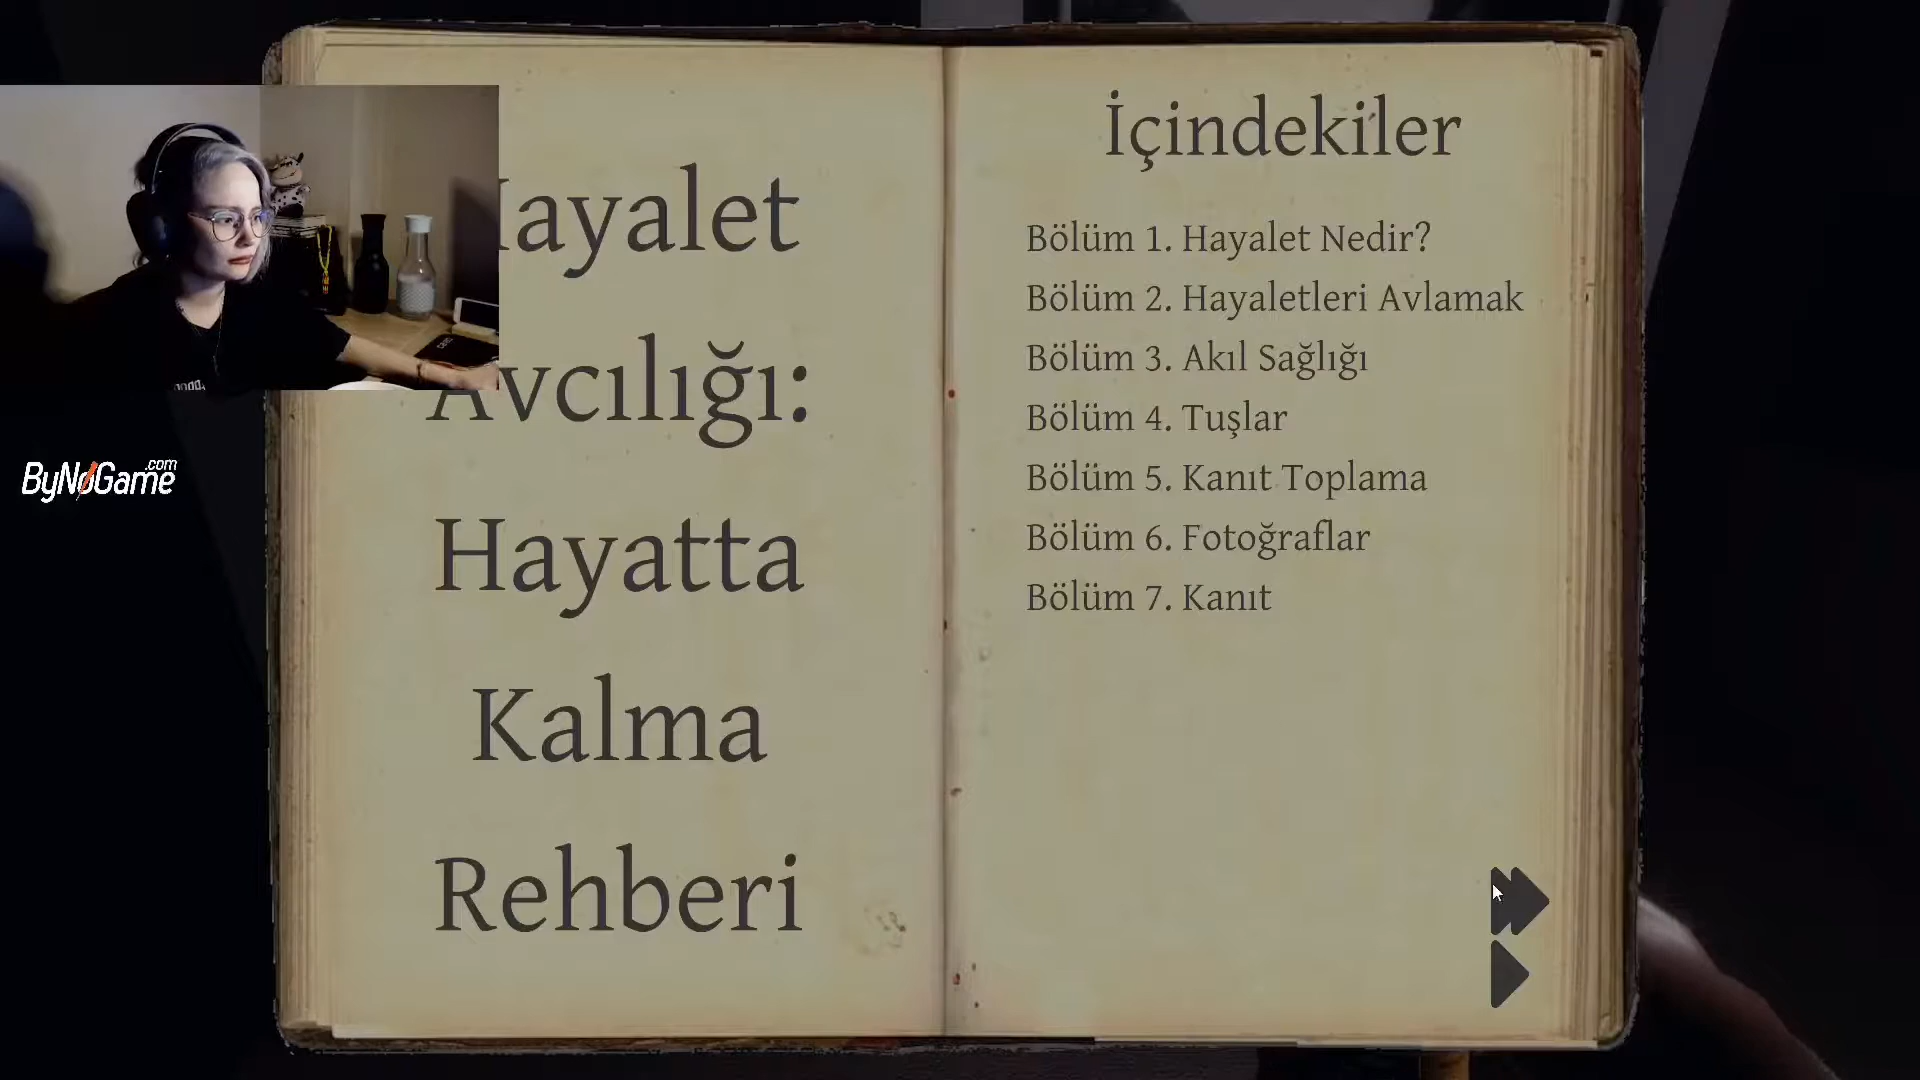 ayalet
Avcılığı:
Hayatta
Kalma
Rehberi
İçindekiler
Bölüm 1. Hayalet Nedir?
Bölüm 2. Hayaletleri Avlamak
Bölüm 3. Akıl Sağlığı
Bölüm 4. Tuşlar
Bölüm 5. Kanıt Toplama
Bölüm 6. Fotoğraflar
Bölüm 7. Kanıt
ByNoGame.com